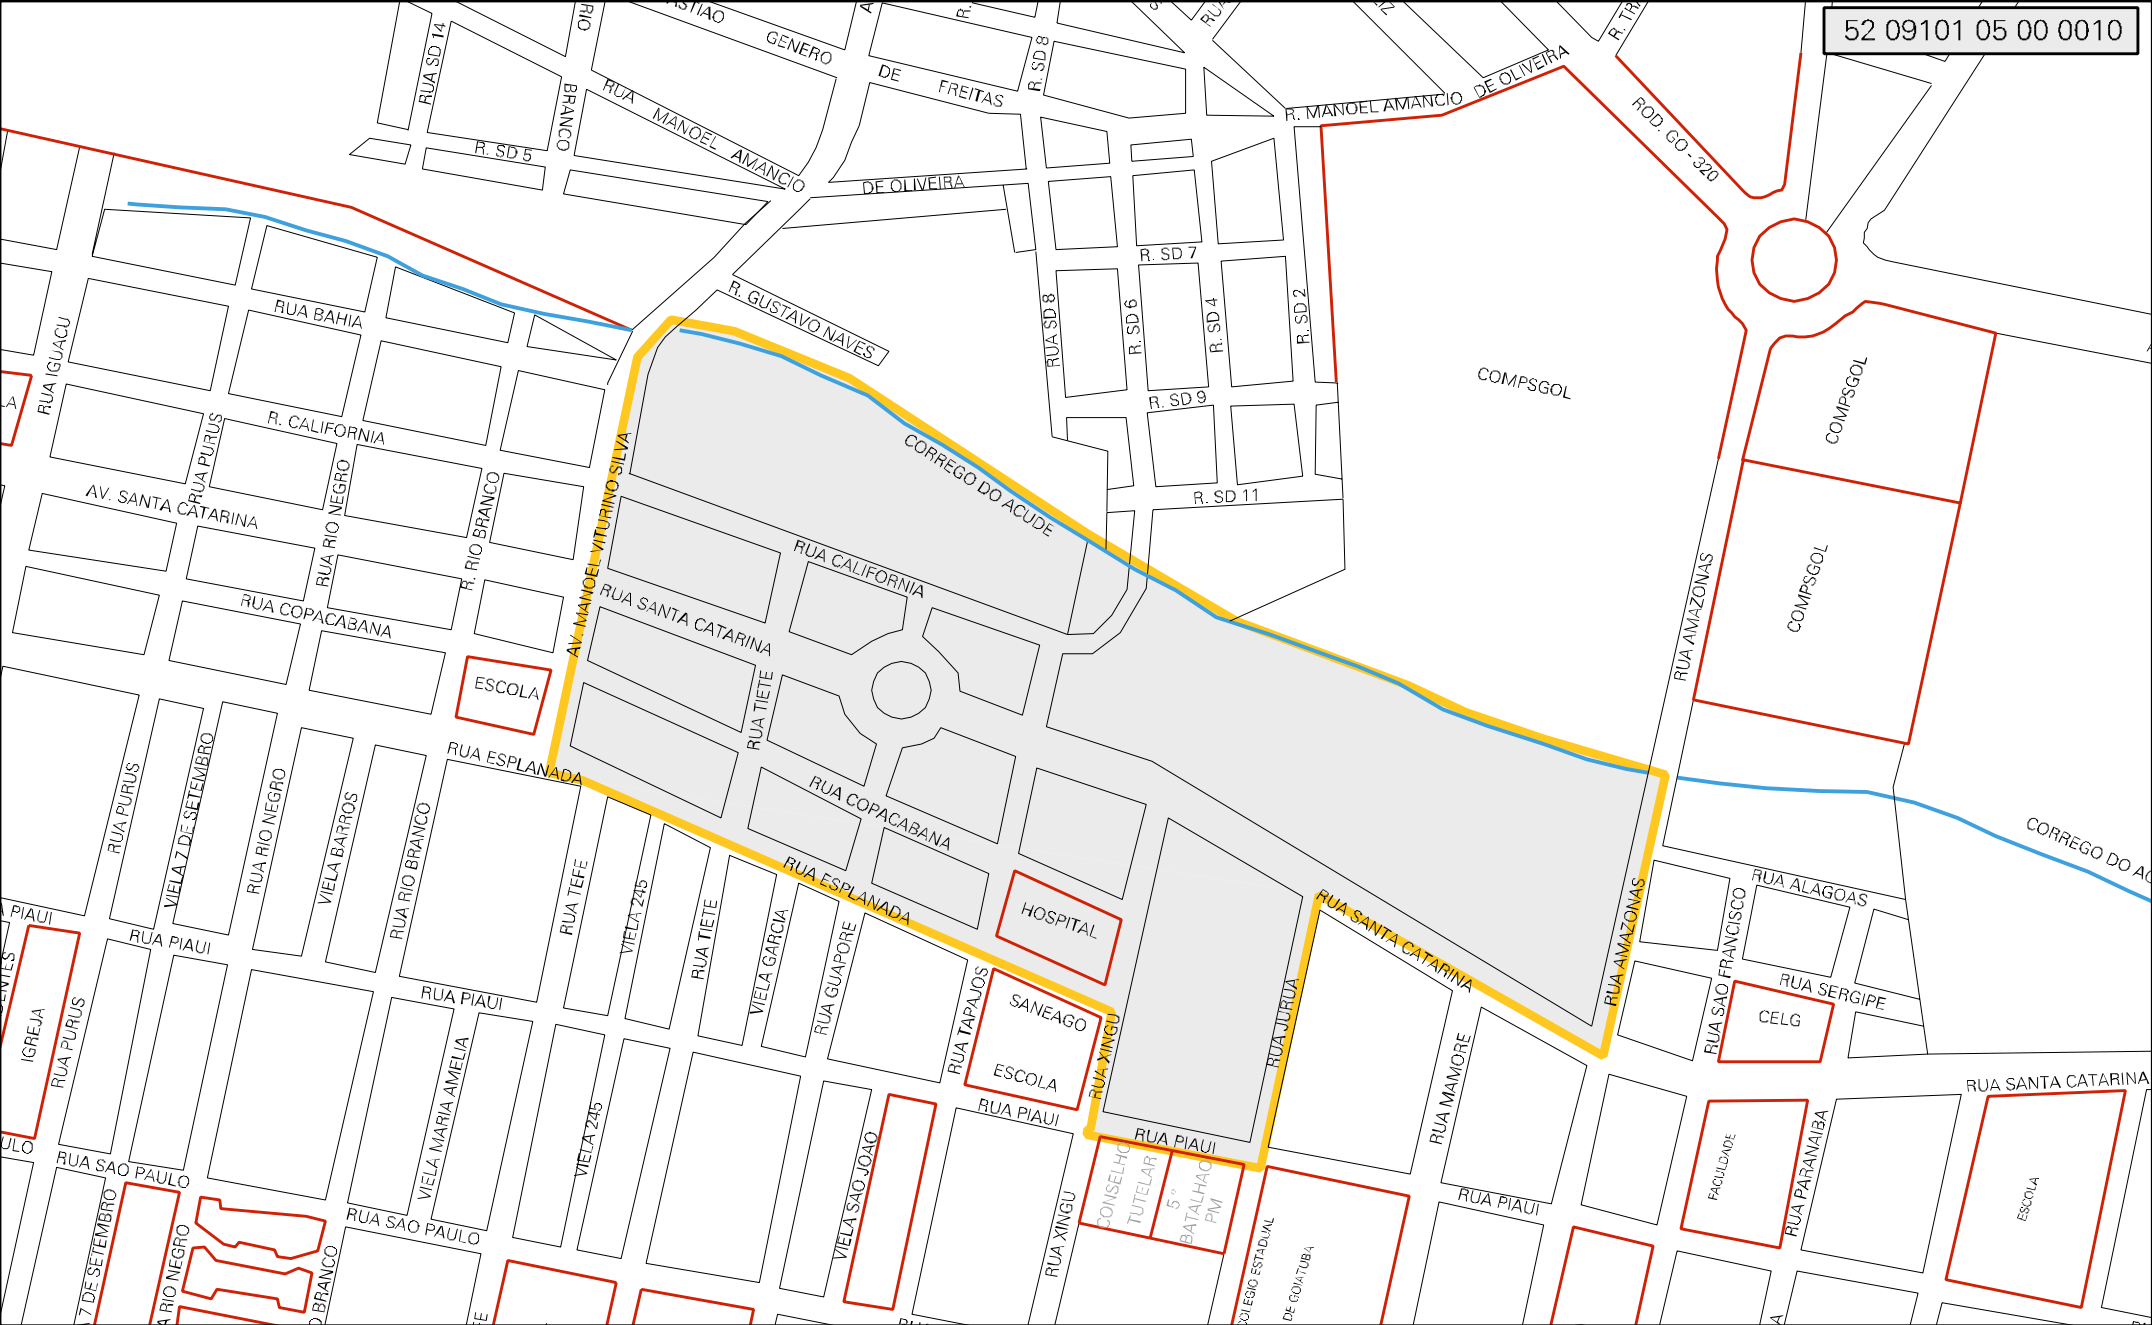 52 09101 05 00 0010
GENERO
DE
FREITAS
RUA SD 14
BRANCO
RUA
MANOEL
AMANCIO
DE OLIVEIRA
R. SD 5
R. SD 8
R. MANOEL AMANCIO
DE OLIVEIRA
ROD. GO - 320
R. SD 7
RUA SD 8
R. SD 6
R. SD 4
R. SD 2
R. SD 9
R. SD 11
COMPSGOL
COMPSGOL
COMPSGOL
R. GUSTAVO NAVES
RUA BAHIA
RUA IGUACU
R. CALIFORNIA
RUA PURUS
RUA RIO NEGRO
R. RIO BRANCO
AV. SANTA CATARINA
RUA COPACABANA
ESCOLA
AV. MANOEL VITURINO SILVA
CORREGO DO ACUDE
RUA CALIFORNIA
RUA SANTA CATARINA
RUA TIETE
RUA COPACABANA
RUA ESPLANADA
RUA ESPLANADA
HOSPITAL
RUA AMAZONAS
RUA AMAZONAS
RUA SANTA CATARINA
RUA JURUA
RUA XINGU
RUA PIAUI
CORREGO DO AC
RUA ALAGOAS
RUA SAO FRANCISCO
RUA SERGIPE
CELG
RUA SANTA CATARINA
RUA PURUS
VIELA 7 DE SETEMBRO
RUA RIO NEGRO
VIELA BARROS
RUA RIO BRANCO
RUA TEFE
VIELA 245
RUA TIETE
VIELA GARCIA
RUA GUAPORE
RUA TAPAJOS
SANEAGO
ESCOLA
RUA PIAUI
A PIAUI
RUA PIAUI
RUA PIAUI
IGREJA
RUA PURUS
VIELA MARIA AMELIA
VIELA 245
VIELA SAO JOAO
RUA XINGU
CONSELHO
TUTELAR
5 º
BATALHAO
PM
RUA MAMORE
RUA PIAUI
FACULDADE
RUA PARANAIBA
ESCOLA
ULO
RUA SAO PAULO
RUA SAO PAULO
7 DE SETEMBRO
A RIO NEGRO
O BRANCO
OLEGIO ESTADUAL
DE GOIATUBA